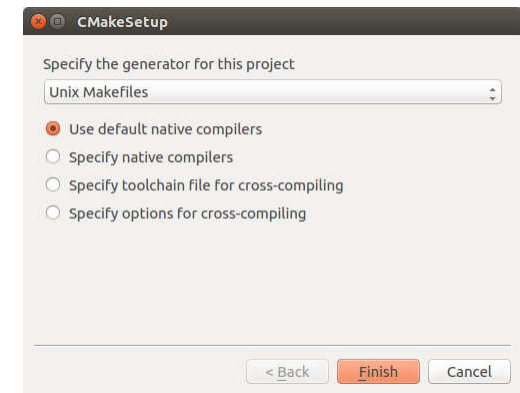 CMakeSetup
Specify the generator for this project
Unix Makefiles
Use default native compilers
Specify native compilers
Specify toolchain file for cross-compiling
Specify options for cross-compiling
< Back Finish Cancel